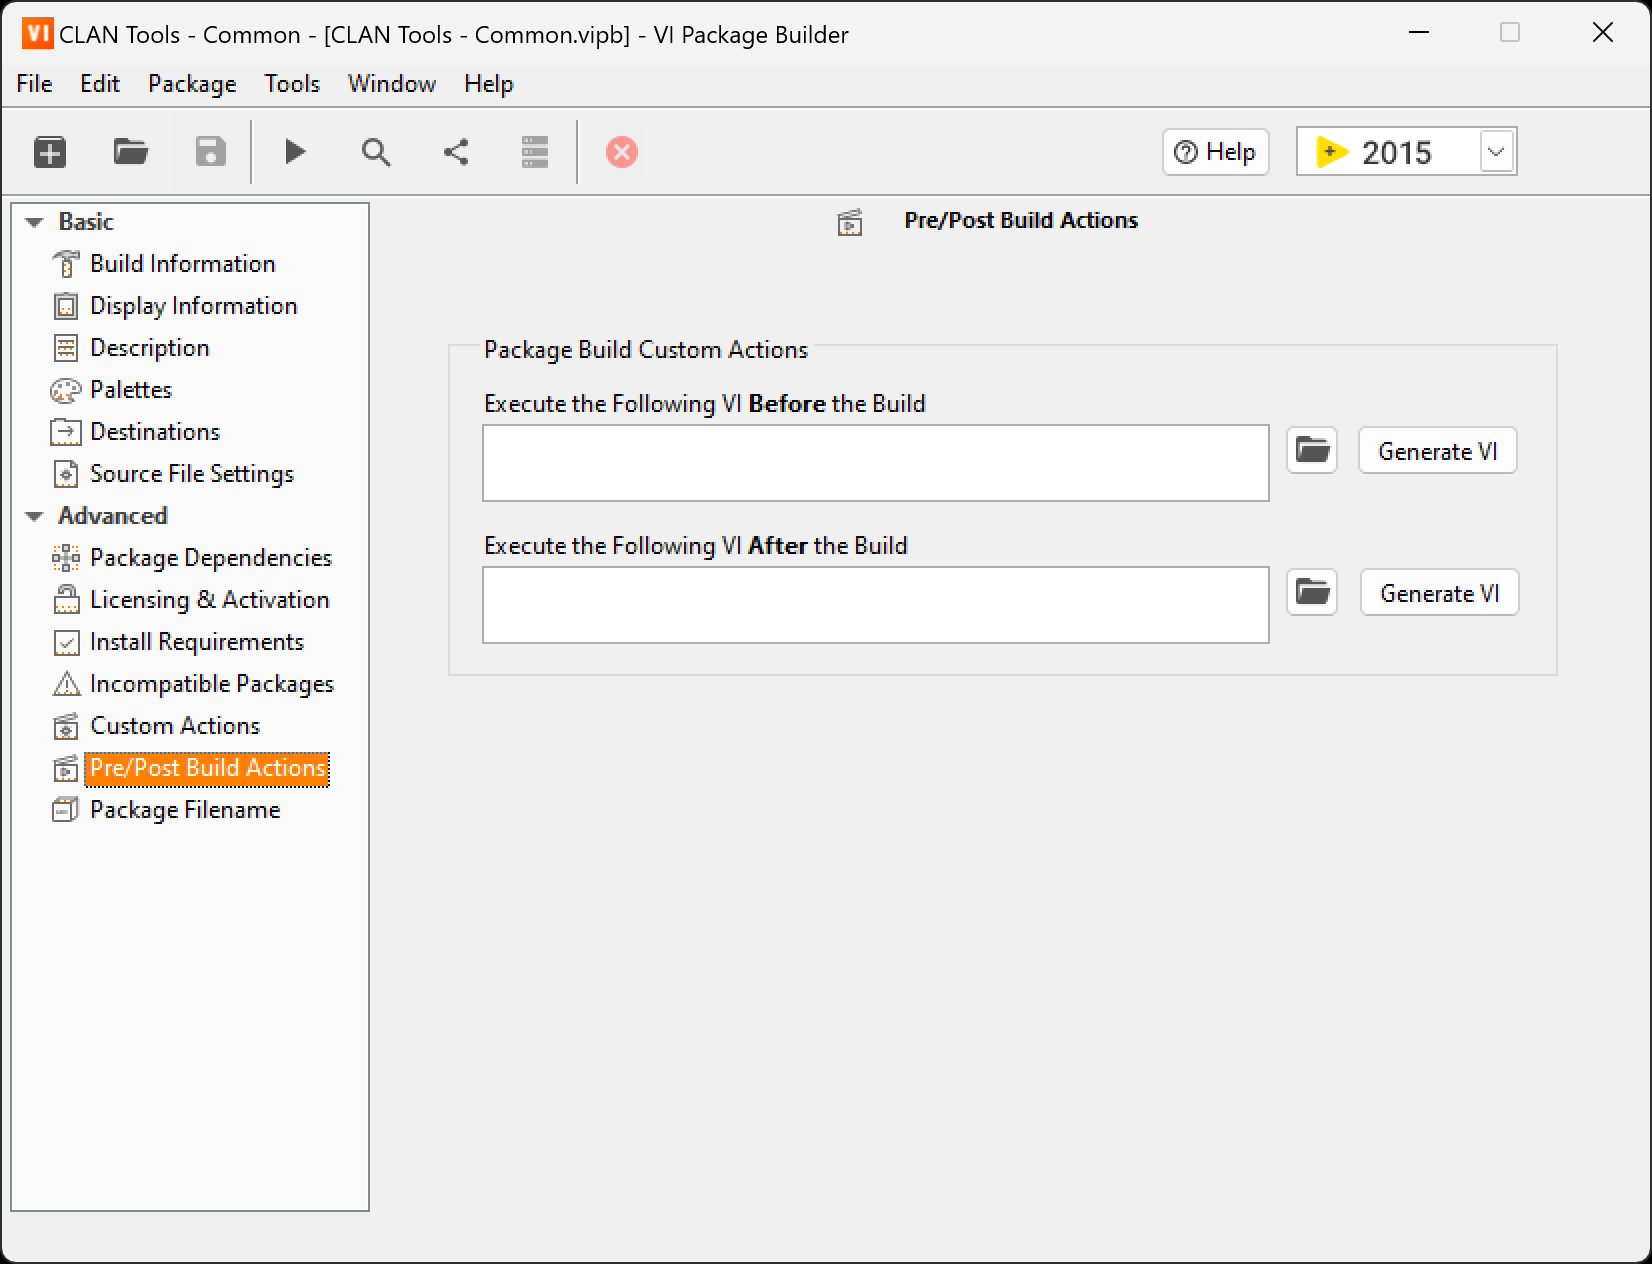 VI CLAN Tools - Common - [CLAN Tools - Common.vipb] - VI Package Builder
File Edit Package Tools Window Help
Help 2015
Basic
Build Information
Display Information
Description
Palettes
Destinations
Source File Settings
Advanced
Package Dependencies
Licensing & Activation
Install Requirements
Incompatible Packages
Custom Actions
Pre/Post Build Actions
Package Filename
Pre/Post Build Actions
Package Build Custom Actions
Execute the Following VI Before the Build
Generate VI
Execute the Following VI After the Build
Generate VI